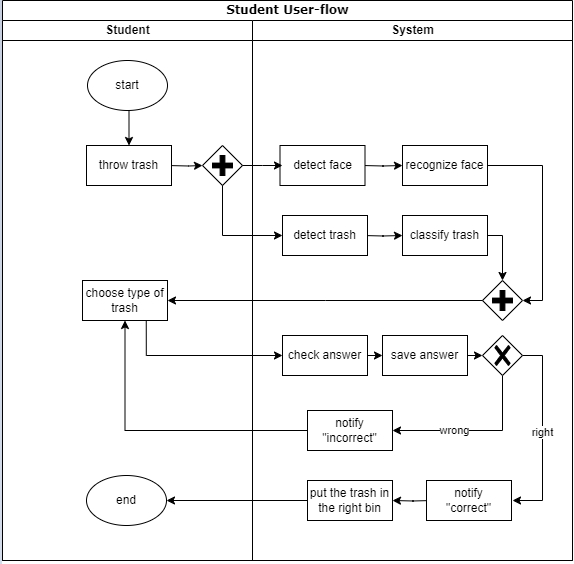 Student User-flow
Student
System
start
throw trash
detect face
recognize face
detect trash
classify trash
choose type of
trash
check answer
save answer
notify
"incorrect"
wrong
right
end
put the trash in
the right bin
notify
"correct"